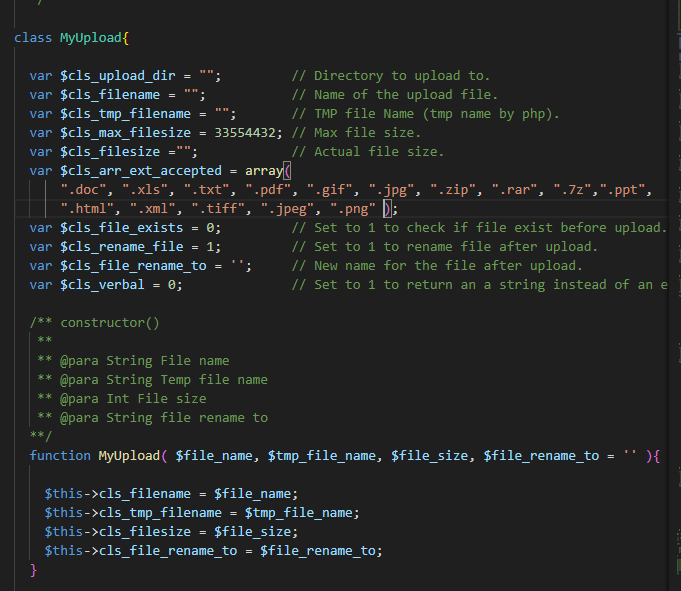 /
class MyUpload{
var $cls_upload_dir = ""; // Directory to upload to.
var $cls_filename = ""; // Name of the upload file.
var $cls_tmp_filename = ""; // TMP file Name (tmp name by php).
var $cls_max_filesize = 33554432; // Max file size.
var $cls_filesize =""; // Actual file size.
var $cls_arr_ext_accepted = array(
".doc", ".xls", ".txt", ".pdf", ".gif", ".jpg", ".zip", ".rar", ".7z",".ppt",
".html", ".xml", ".tiff", ".jpeg", ".png" );
var $cls_file_exists = 0; // Set to 1 to check if file exist before upload.
var $cls_rename_file = 1; // Set to 1 to rename file after upload.
var $cls_file_rename_to = ''; // New name for the file after upload.
var $cls_verbal = 0; // Set to 1 to return an a string instead of an e
/** constructor()
**
** @para String File name
** @para String Temp file name
** @para Int File size
** @para String file rename to
**/
function MyUpload( $file_name, $tmp_file_name, $file_size, $file_rename_to = '' ){
$this->cls_filename = $file_name;
$this->cls_tmp_filename = $tmp_file_name;
$this->cls_filesize = $file_size;
$this->cls_file_rename_to = $file_rename_to;
}